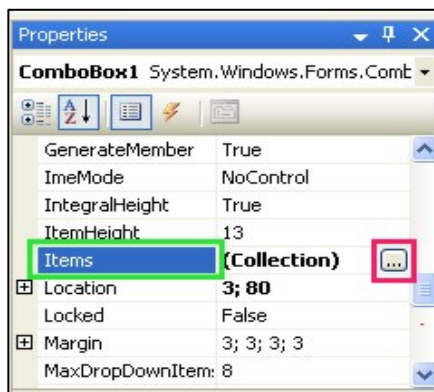 Properties
ComboBox1 System.Windows.Forms.Comb
A
Z
GenerateMember True
ImeMode NoControl
IntegralHeight True
ItemHeight 13
Items (Collection) ...
Location 3; 80
Locked False
Margin 3; 3; 3; 3
MaxDropDownItem: 8